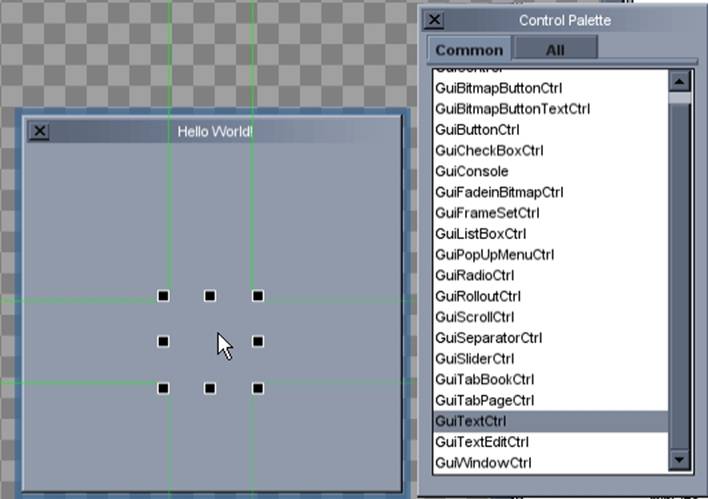 Control Palette
Common
All
Hello World!
GuiControl
GuiBitmapButtonCtrl
GuiBitmapButtonTextCtrl
GuiButtonCtrl
GuiCheckBoxCtrl
GuiConsole
GuiFadeinBitmapCtrl
GuiFrameSetCtrl
GuiListBoxCtrl
GuiPopUpMenuCtrl
GuiRadioCtrl
GuiRolloutCtrl
GuiScrollCtrl
GuiSeparatorCtrl
GuiSliderCtrl
GuiTabBookCtrl
GuiTabPageCtrl
GuiTextCtrl
GuiTextEditCtrl
GuiWindowCtrl